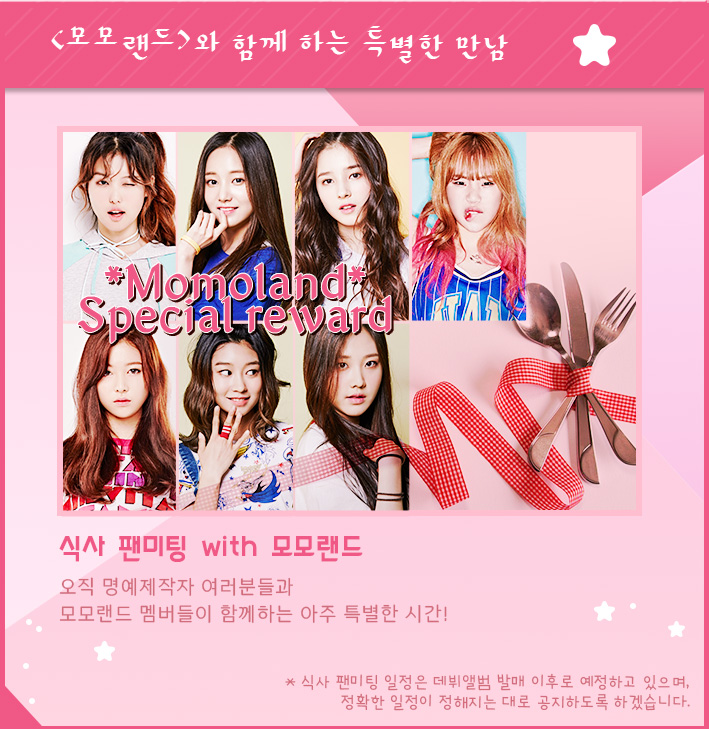 <모모랜드>와 함께 하는 특별한 만남
*Momoland*
Special reward
식사 팬미팅 with 모모랜드
오직 명예제작자 여러분들과
모모랜드 멤버들이 함께하는 아주 특별한 시간!
* 식사 팬미팅 일정은 데뷔앨범 발매 이후로 예정하고 있으며,
정확한 일정이 정해지는 대로 공지하도록 하겠습니다.